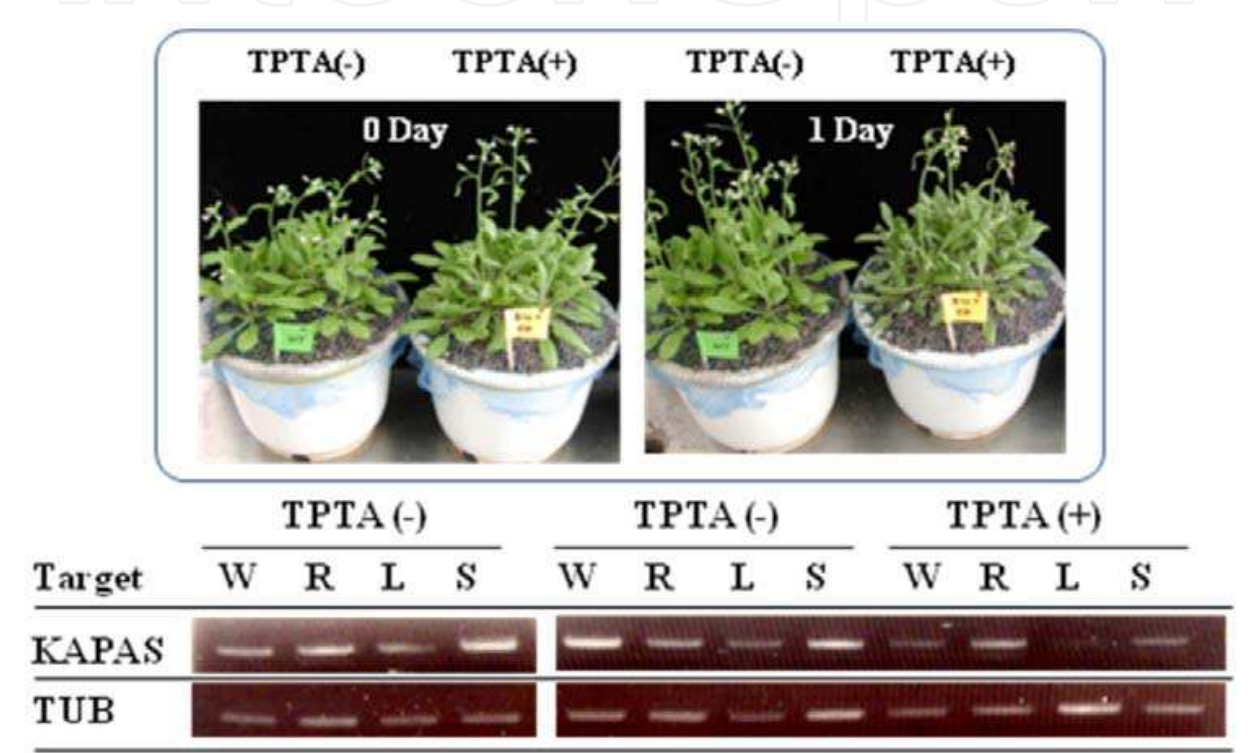 TPTA(-) TPTA(+) TPTA(-) TPTA(+)
0 Day 1 Day
TPTA (-) TPTA (-) TPTA (+)
Target W R L S W R L S W R L S
KAPAS
TUB